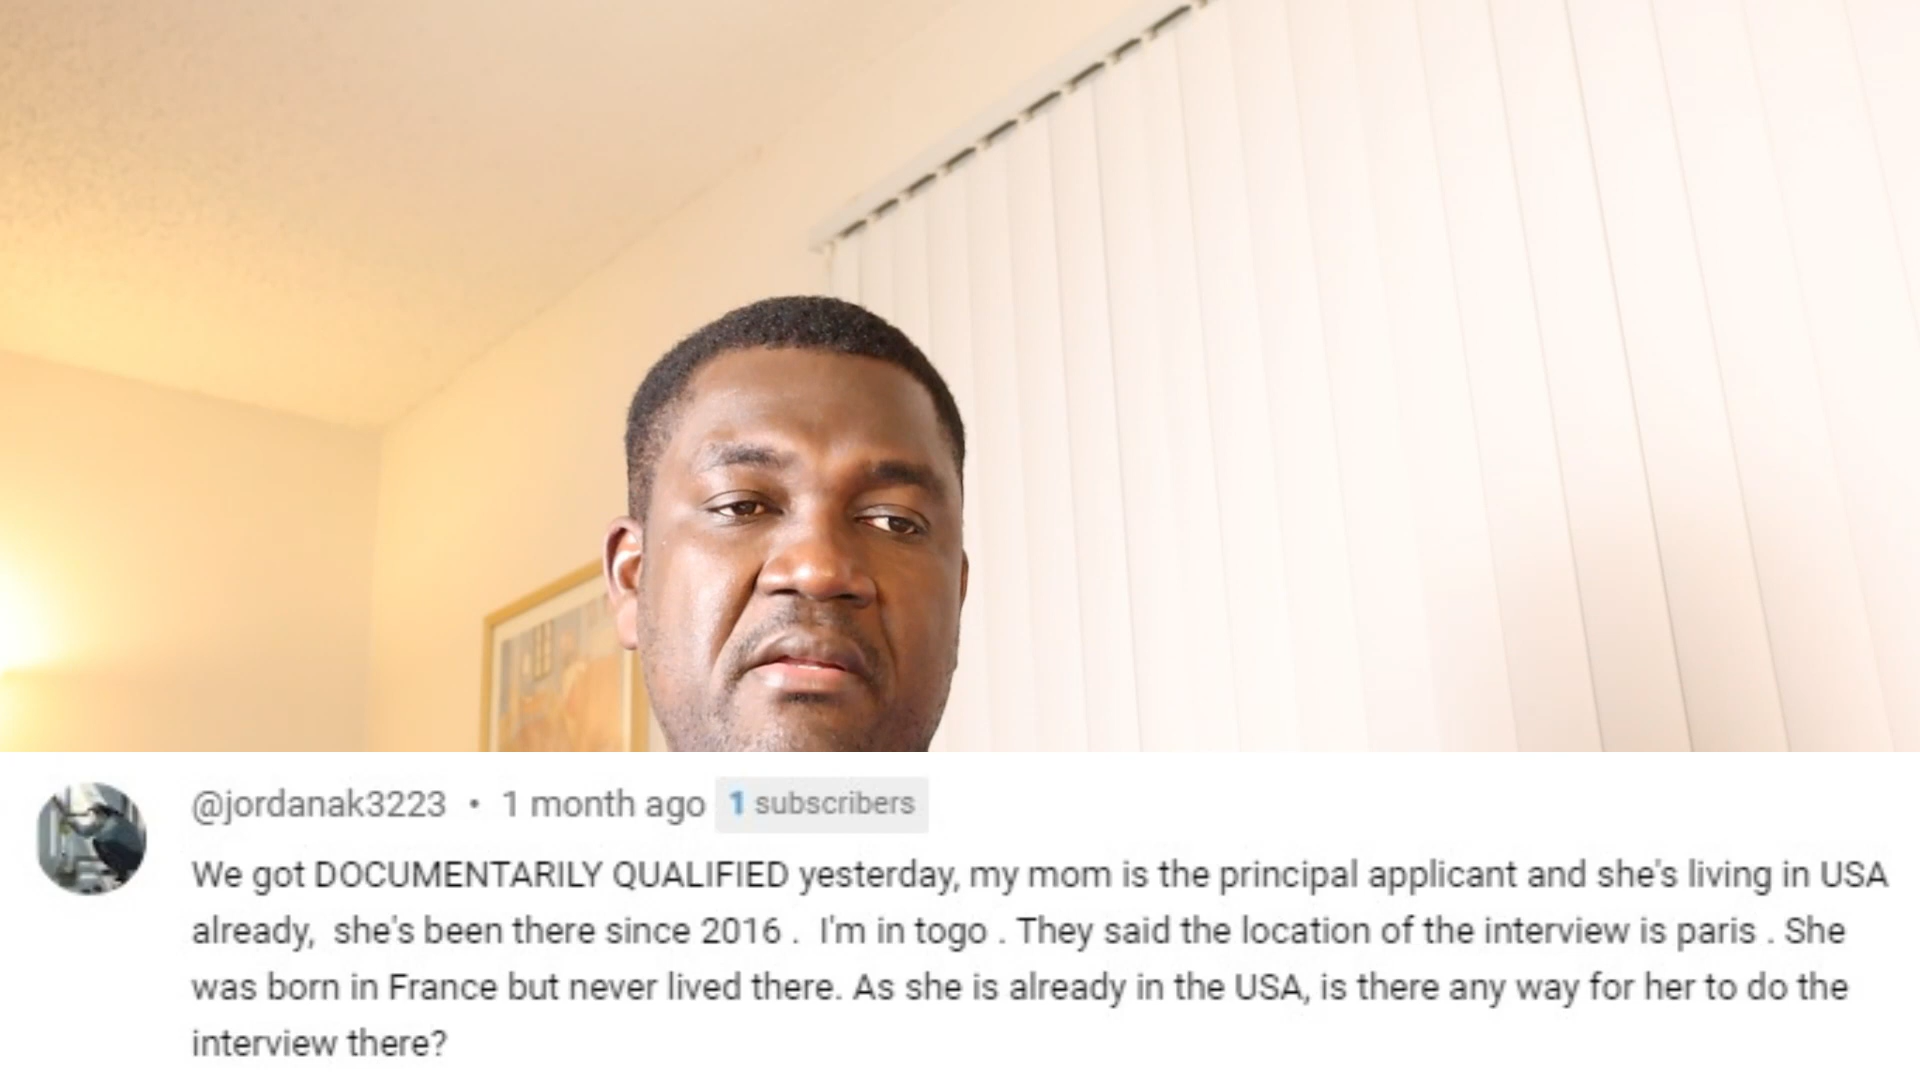 @jordanak3223 • 1 month ago 1 subscribers
We got DOCUMENTARILY QUALIFIED yesterday, my mom is the principal applicant and she's living in USA
already, she's been there since 2016 . I'm in togo . They said the location of the interview is paris . She
was born in France but never lived there. As she is already in the USA, is there any way for her to do the
interview there?